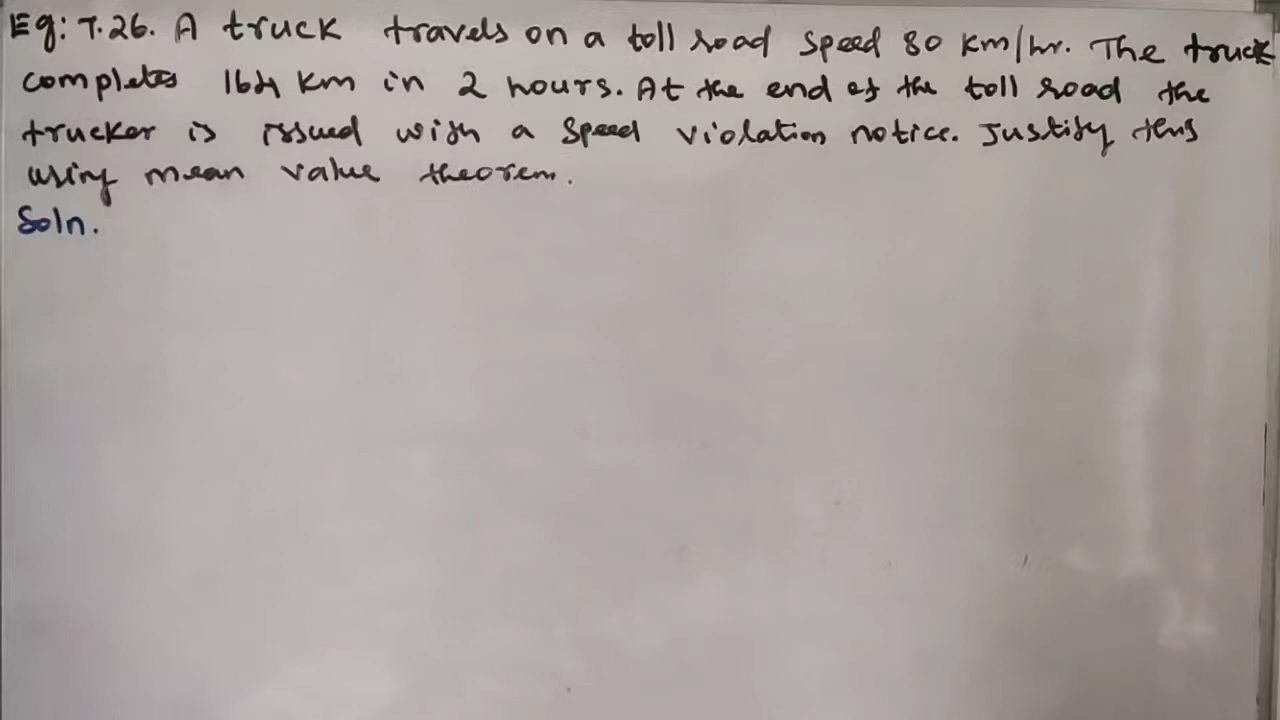 Eg: 7.26. A truck travels on a toll road speed 80 km/hr. The truck
completes 164 km in 2 hours. At the end of the toll road the
trucker is issued with a speed violation notice. Justify this
using mean value theorem.
Soln.